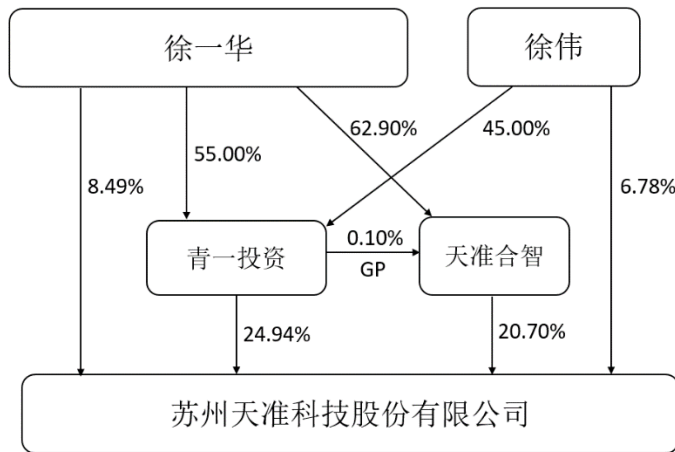 徐一华
徐伟
62.90%
45.00%
55.00%
8.49%
6.78%
青一投资
0.10%
GP
天准合智
24.94%
20.70%
苏州天准科技股份有限公司